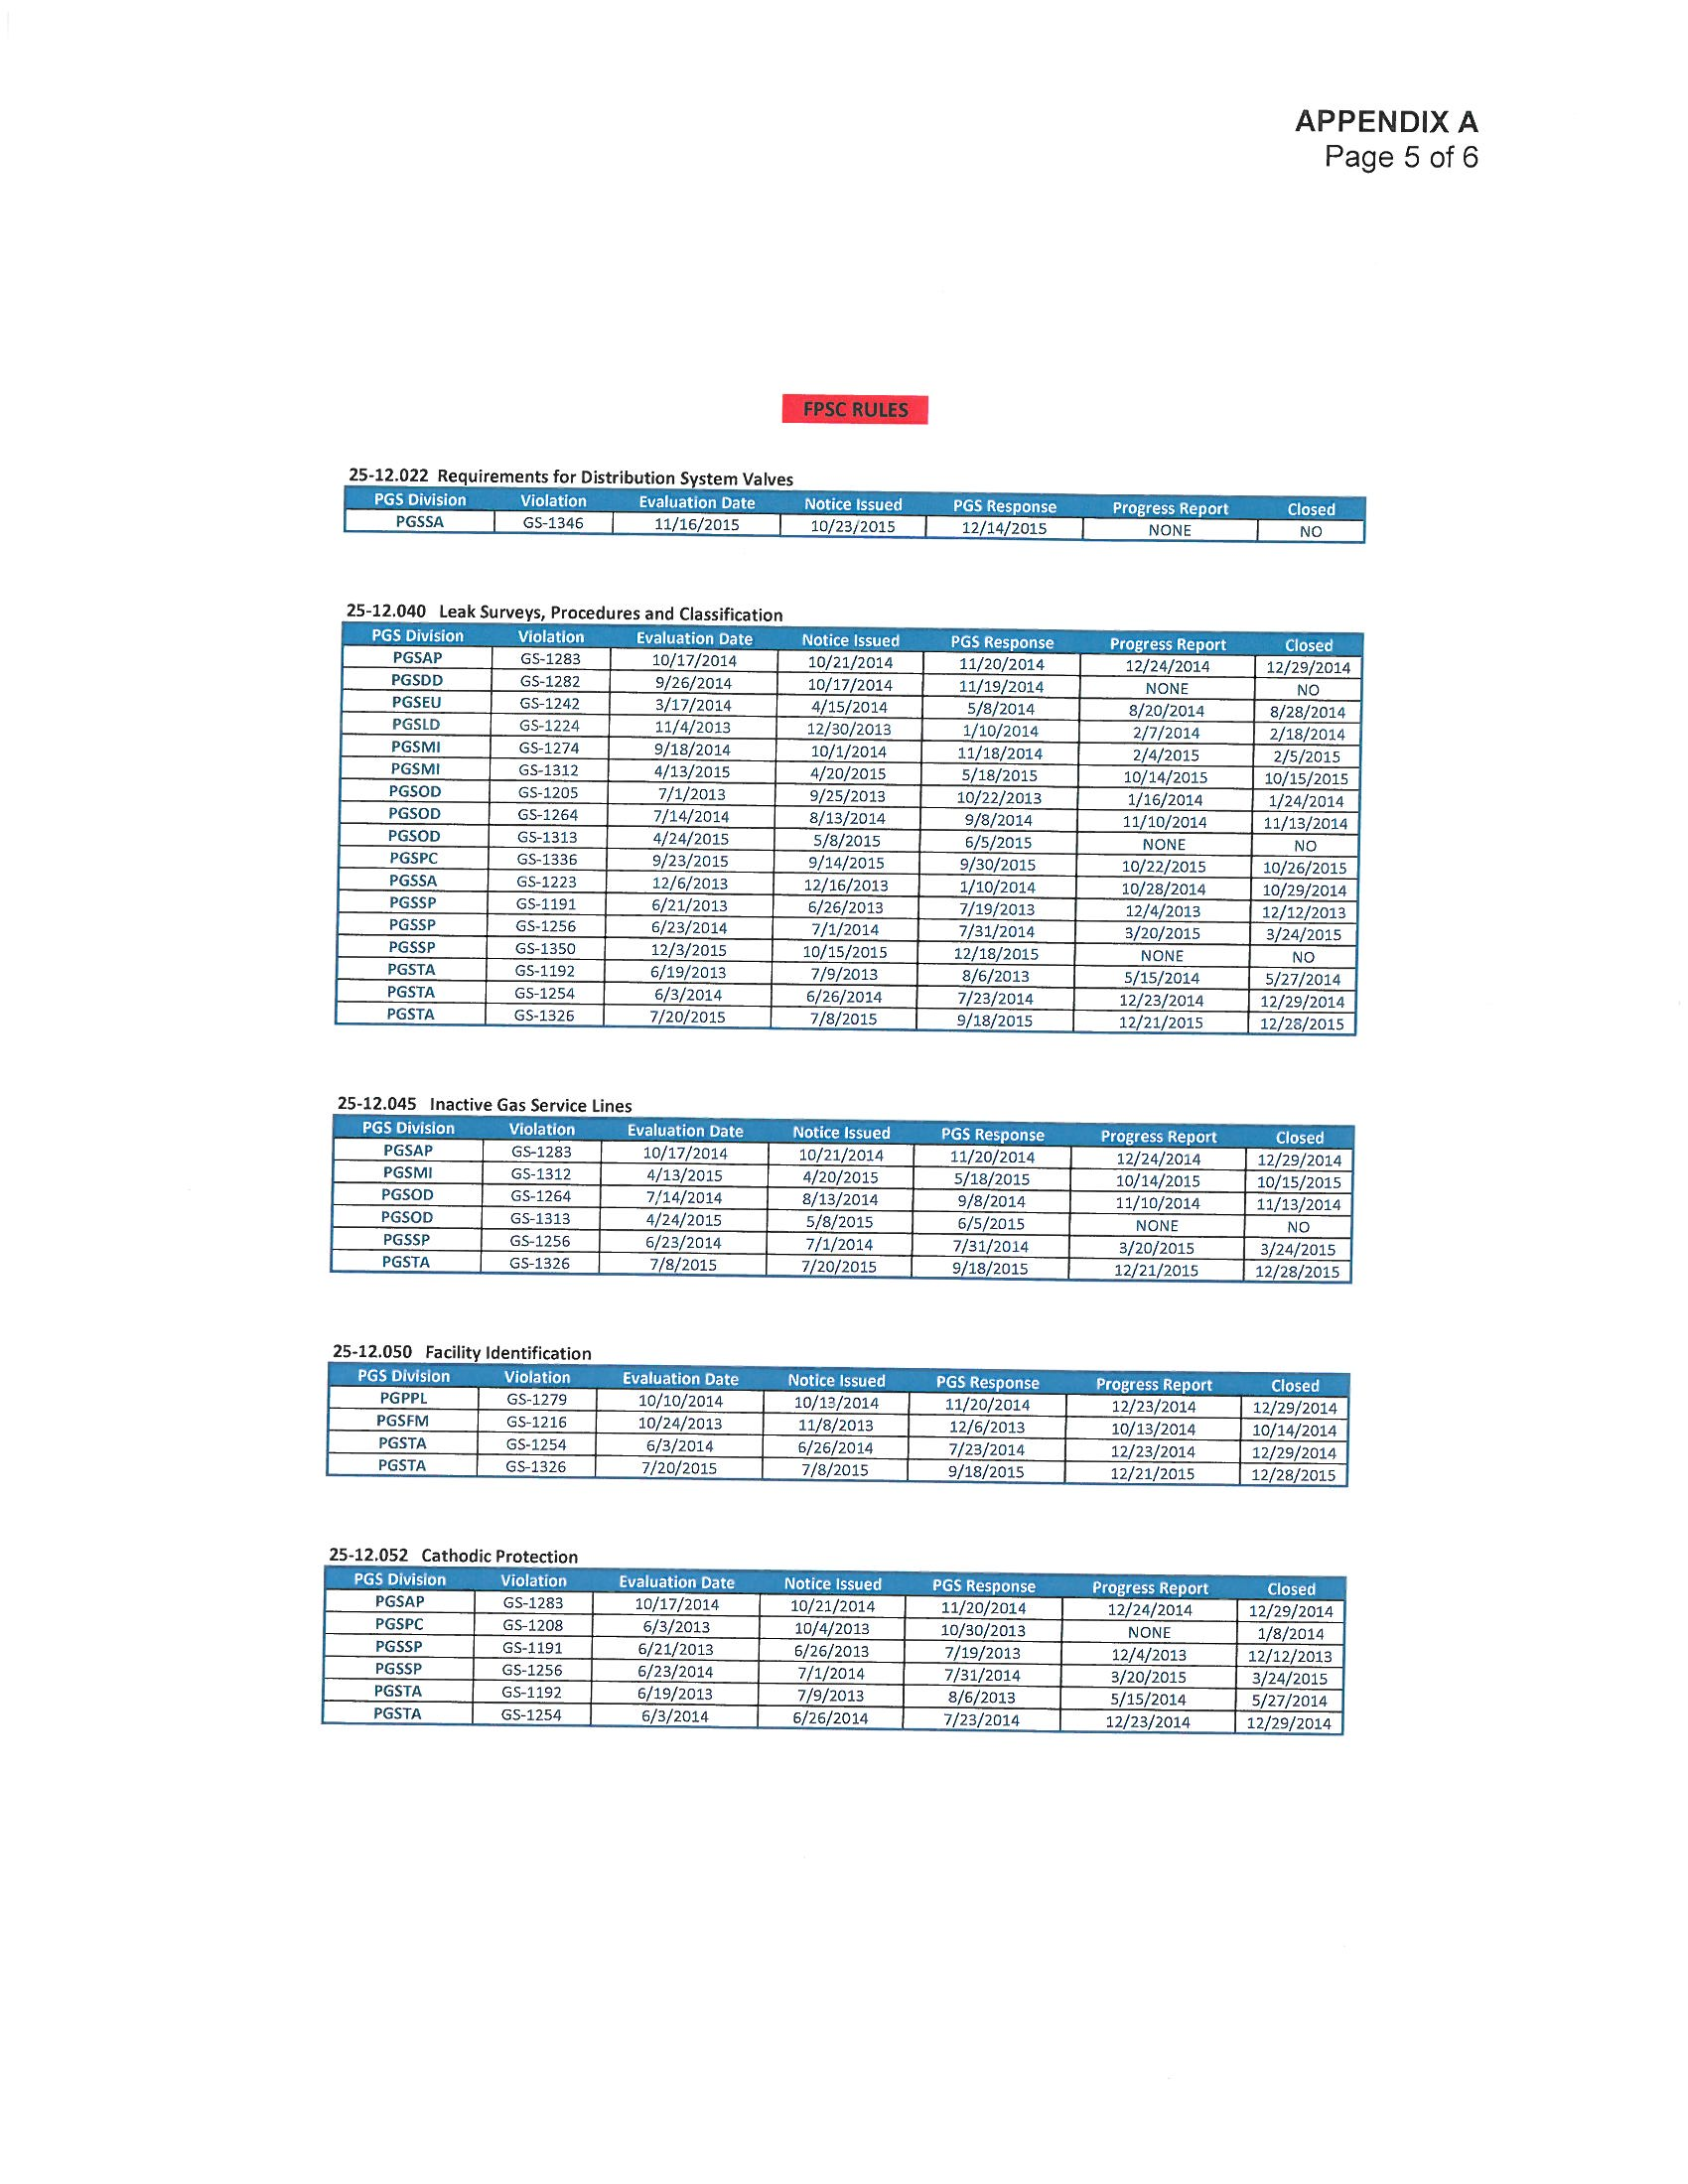 APPENDIX A
Page 5 of 6
FPSC RULES
25-12.022 Requirements for Distribution System Valves
PGS Division Violation Evaluation Date Notice Issued PGS Response Progress Report Closed
PGSSA GS-1346 11/16/2015 10/23/2015 12/14/2015 NONE NO
25-12.040 Leak Surveys, Procedures and Classification
PGS Division Violation Evaluation Date Notice Issued PGS Response Progress Report Closed
PGSAP GS-1283 10/17/2014 10/21/2014 11/20/2014 12/24/2014 12/29/2014
PGSDD GS-1282 9/26/2014 10/17/2014 11/19/2014 NONE NO
PGSEU GS-1242 3/17/2014 4/15/2014 5/8/2014 8/20/2014 8/28/2014
PGSLD GS-1224 11/4/2013 12/30/2013 1/10/2014 2/7/2014 2/18/2014
PGSMI GS-1274 9/18/2014 10/1/2014 11/18/2014 2/4/2015 2/5/2015
PGSMI GS-1312 4/13/2015 4/20/2015 5/18/2015 10/14/2015 10/15/2015
PGSOD GS-1205 7/1/2013 9/25/2013 10/22/2013 1/16/2014 1/24/2014
PGSOD GS-1264 7/14/2014 8/13/2014 9/8/2014 11/10/2014 11/13/2014
PGSOD GS-1313 4/24/2015 5/8/2015 6/5/2015 NONE NO
PGSPC GS-1336 9/23/2015 9/14/2015 9/30/2015 10/22/2015 10/26/2015
PGSSA GS-1223 12/6/2013 12/16/2013 1/10/2014 10/28/2014 10/29/2014
PGSSP GS-1191 6/21/2013 6/26/2013 7/19/2013 12/4/2013 12/12/2013
PGSSP GS-1256 6/23/2014 7/1/2014 7/31/2014 3/20/2015 3/24/2015
PGSSP GS-1350 12/3/2015 10/15/2015 12/18/2015 NONE NO
PGSTA GS-1192 6/19/2013 7/9/2013 8/6/2013 5/15/2014 5/27/2014
PGSTA GS-1254 6/3/2014 6/26/2014 7/23/2014 12/23/2014 12/29/2014
PGSTA GS-1326 7/20/2015 7/8/2015 9/18/2015 12/21/2015 12/28/2015
25-12.045 Inactive Gas Service Lines
PGS Division Violation Evaluation Date Notice Issued PGS Response Progress Report Closed
PGSAP GS-1283 10/17/2014 10/21/2014 11/20/2014 12/24/2014 12/29/2014
PGSMI GS-1312 4/13/2015 4/20/2015 5/18/2015 10/14/2015 10/15/2015
PGSOD GS-1264 7/14/2014 8/13/2014 9/8/2014 11/10/2014 11/13/2014
PGSOD GS-1313 4/24/2015 5/8/2015 6/5/2015 NONE NO
PGSSP GS-1256 6/23/2014 7/1/2014 7/31/2014 3/20/2015 3/24/2015
PGSTA GS-1326 7/8/2015 7/20/2015 9/18/2015 12/21/2015 12/28/2015
25-12.050 Facility Identification
PGS Division Violation Evaluation Date Notice Issued PGS Response Progress Report Closed
PGPPL GS-1279 10/10/2014 10/13/2014 11/20/2014 12/23/2014 12/29/2014
PGSFM GS-1216 10/24/2013 11/8/2013 12/6/2013 10/13/2014 10/14/2014
PGSTA GS-1254 6/3/2014 6/26/2014 7/23/2014 12/23/2014 12/29/2014
PGSTA GS-1326 7/20/2015 7/8/2015 9/18/2015 12/21/2015 12/28/2015
25-12.052 Cathodic Protection
PGS Division Violation Evaluation Date Notice Issued PGS Response Progress Report Closed
PGSAP GS-1283 10/17/2014 10/21/2014 11/20/2014 12/24/2014 12/29/2014
PGSPC GS-1208 6/3/2013 10/4/2013 10/30/2013 NONE 1/8/2014
PGSSP GS-1191 6/21/2013 6/26/2013 7/19/2013 12/4/2013 12/12/2013
PGSSP GS-1256 6/23/2014 7/1/2014 7/31/2014 3/20/2015 3/24/2015
PGSTA GS-1192 6/19/2013 7/9/2013 8/6/2013 5/15/2014 5/27/2014
PGSTA GS-1254 6/3/2014 6/26/2014 7/23/2014 12/23/2014 12/29/2014